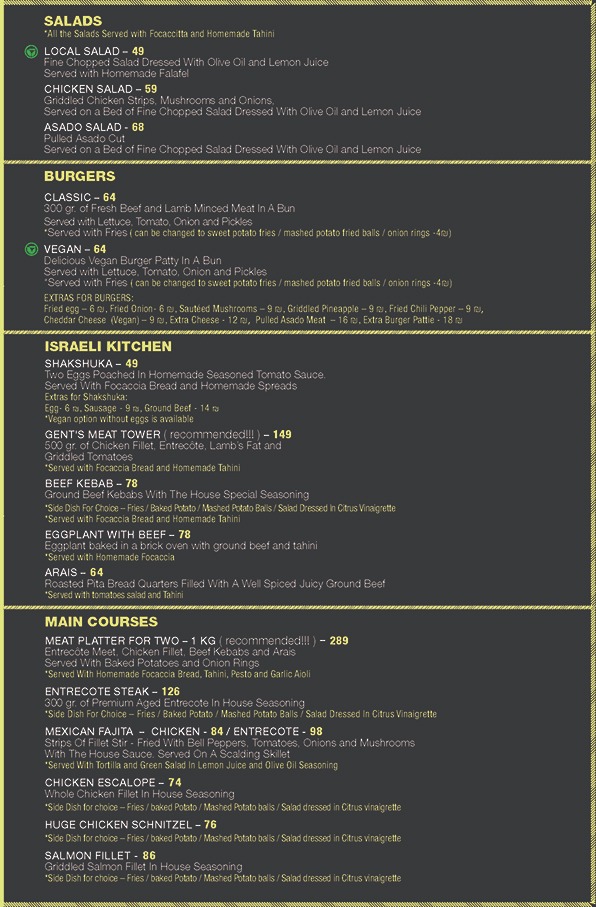 SALADS
*All the Salads Served with Focaccitta and Homemade Tahini
LOCAL SALAD – 49
Fine Chopped Salad Dressed With Olive Oil and Lemon Juice
Served with Homemade Falafel
CHICKEN SALAD – 59
Griddled Chicken Strips, Mushrooms and Onions,
Served on a Bed of Fine Chopped Salad Dressed With Olive Oil and Lemon Juice
ASADO SALAD - 68
Pulled Asado Cut
Served on a Bed of Fine Chopped Salad Dressed With Olive Oil and Lemon Juice
BURGERS
CLASSIC – 64
300 gr. of Fresh Beef and Lamb Minced Meat In A Bun
Served with Lettuce, Tomato, Onion and Pickles
*Served with Fries ( can be changed to sweet potato fries / mashed potato fried balls / onion rings -4₪)
VEGAN – 64
Delicious Vegan Burger Patty In A Bun
Served with Lettuce, Tomato, Onion and Pickles
*Served with Fries ( can be changed to sweet potato fries / mashed potato fried balls / onion rings -4₪)
EXTRAS FOR BURGERS:
Fried egg – 6 ₪, Fried Onion- 6 ₪, Sautéed Mushrooms – 9 ₪, Griddled Pineapple – 9 ₪, Fried Chili Pepper – 9 ₪,
Cheddar Cheese (Vegan) – 9 ₪, Extra Cheese - 12 ₪, Pulled Asado Meat – 16 ₪, Extra Burger Pattie - 18 ₪
ISRAELI KITCHEN
SHAKSHUKA – 49
Two Eggs Poached In Homemade Seasoned Tomato Sauce.
Served With Focaccia Bread and Homemade Spreads
Extras for Shakshuka:
Egg- 6 ₪, Sausage - 9 ₪, Ground Beef - 14 ₪
*Vegan option without eggs is available
GENT'S MEAT TOWER ( recommended!!! ) – 149
500 gr. of Chicken Fillet, Entrecôte, Lamb's Fat and
Griddled Tomatoes
*Served with Focaccia Bread and Homemade Tahini
BEEF KEBAB – 78
Ground Beef Kebabs With The House Special Seasoning
*Side Dish For Choice – Fries / Baked Potato / Mashed Potato Balls / Salad Dressed In Citrus Vinaigrette
*Served with Focaccia Bread and Homemade Tahini
EGGPLANT WITH BEEF – 78
Eggplant baked in a brick oven with ground beef and tahini
*Served with Homemade Focaccia
ARAIS – 64
Roasted Pita Bread Quarters Filled With A Well Spiced Juicy Ground Beef
*Served with tomatoes salad and Tahini
MAIN COURSES
MEAT PLATTER FOR TWO – 1 KG ( recommended!!! ) – 289
Entrecôte Meet, Chicken Fillet, Beef Kebabs and Arais
Served With Baked Potatoes and Onion Rings
*Served With Homemade Focaccia Bread, Tahini, Pesto and Garlic Aioli
ENTRECOTE STEAK – 126
300 gr. of Premium Aged Entrecote In House Seasoning
*Side Dish For Choice – Fries / Baked Potato / Mashed Potato Balls / Salad Dressed In Citrus Vinaigrette
MEXICAN FAJITA – CHICKEN - 84 / ENTRECOTE - 98
Strips Of Fillet Stir - Fried With Bell Peppers, Tomatoes, Onions and Mushrooms
With The House Sauce. Served On A Scalding Skillet
*Served With Tortilla and Green Salad In Lemon Juice and Olive Oil Seasoning
CHICKEN ESCALOPE – 74
Whole Chicken Fillet In House Seasoning
*Side Dish for choice – Fries / baked Potato / Mashed Potato balls / Salad dressed in Citrus vinaigrette
HUGE CHICKEN SCHNITZEL – 76
*Side Dish for choice – Fries / baked Potato / Mashed Potato balls / Salad dressed in Citrus vinaigrette
SALMON FILLET - 86
Griddled Salmon Fillet In House Seasoning
*Side Dish for choice – Fries / baked Potato / Mashed Potato balls / Salad dressed in Citrus vinaigrette